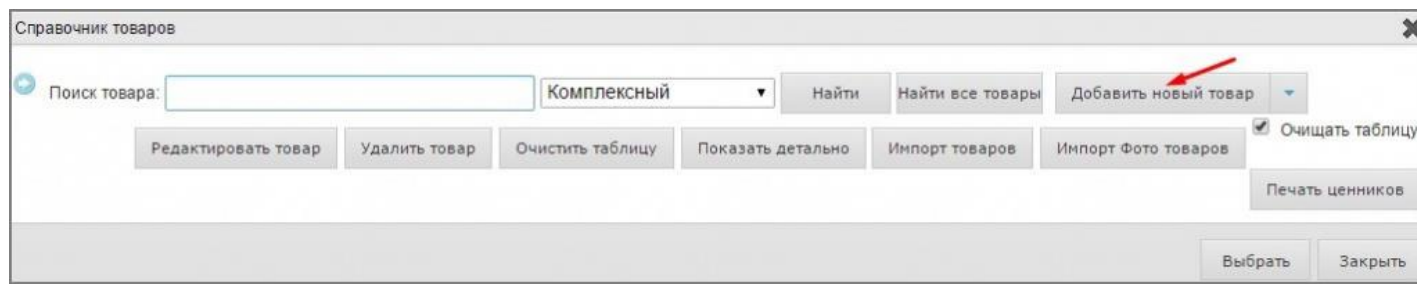 Справочник товаров
Поиск товара: Комплексный Найти Найти все товары Добавить новый товар
Очищать таблицу
Редактировать товар Удалить товар Очистить таблицу Показать детально Импорт товаров Импорт Фото товаров
Печать ценников
Выбрать Закрыть